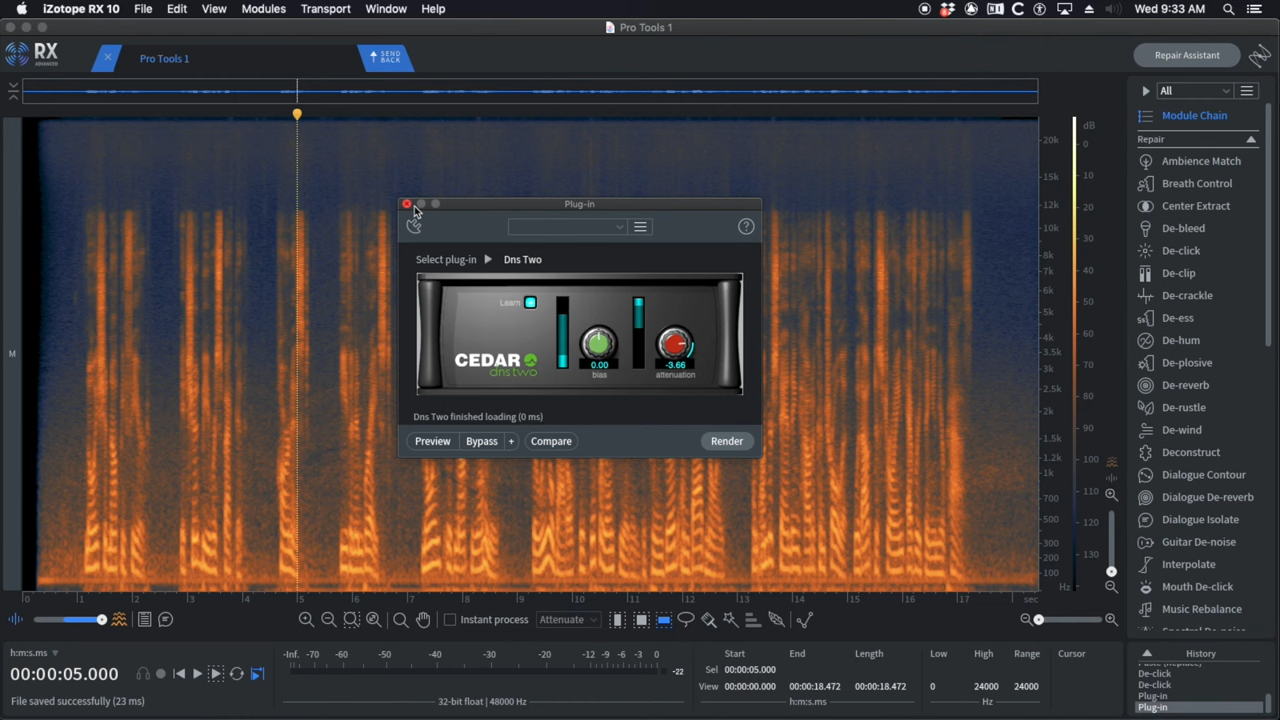 iZotope RX 10 File Edit View Modules Transport Window Help Wed 9:33 AM
Pro Tools 1
RX ADVANCED
Pro Tools 1
SEND BACK
Repair Assistant
All
Module Chain
Repair
Ambience Match
Breath Control
Center Extract
De-bleed
De-click
De-clip
De-crackle
De-ess
De-hum
De-plosive
De-reverb
De-rustle
De-wind
Deconstruct
Dialogue Contour
Dialogue De-reverb
Dialogue Isolate
Guitar De-noise
Interpolate
Mouth De-click
Music Rebalance
dB
0
10
20
30
40
50
60
70
80
90
100
110
120
130
20k
15k
12k
10k
8k
7k
6k
5k
4k
3.5k
3k
2.5k
2k
1.5k
1.2k
1k
700
500
300
200
100
Hz
M
Plug-in
Select plug-in Dns Two
Learn
CEDAR
dns two
0.00
bias
-3.66
attenuation
Dns Two finished loading (0 ms)
Preview Bypass + Compare Render
0 1 2 3 4 5 6 7 8 9 10 11 12 13 14 15 16 17 sec
Instant process Attenuate
h:m:s.ms
00:00:05.000
File saved successfully (23 ms)
-Inf. -70 -60 -50 -40 -30 -20 -12 -9 -6 -3 0
-22
32-bit float | 48000 Hz
Start End Length Low High Range Cursor
Sel 00:00:05.000
View 00:00:00.000 00:00:18.472 00:00:18.472 0 24000 24000
h:m:s.ms Hz
History
De-click
De-click
Plug-in
Plug-in